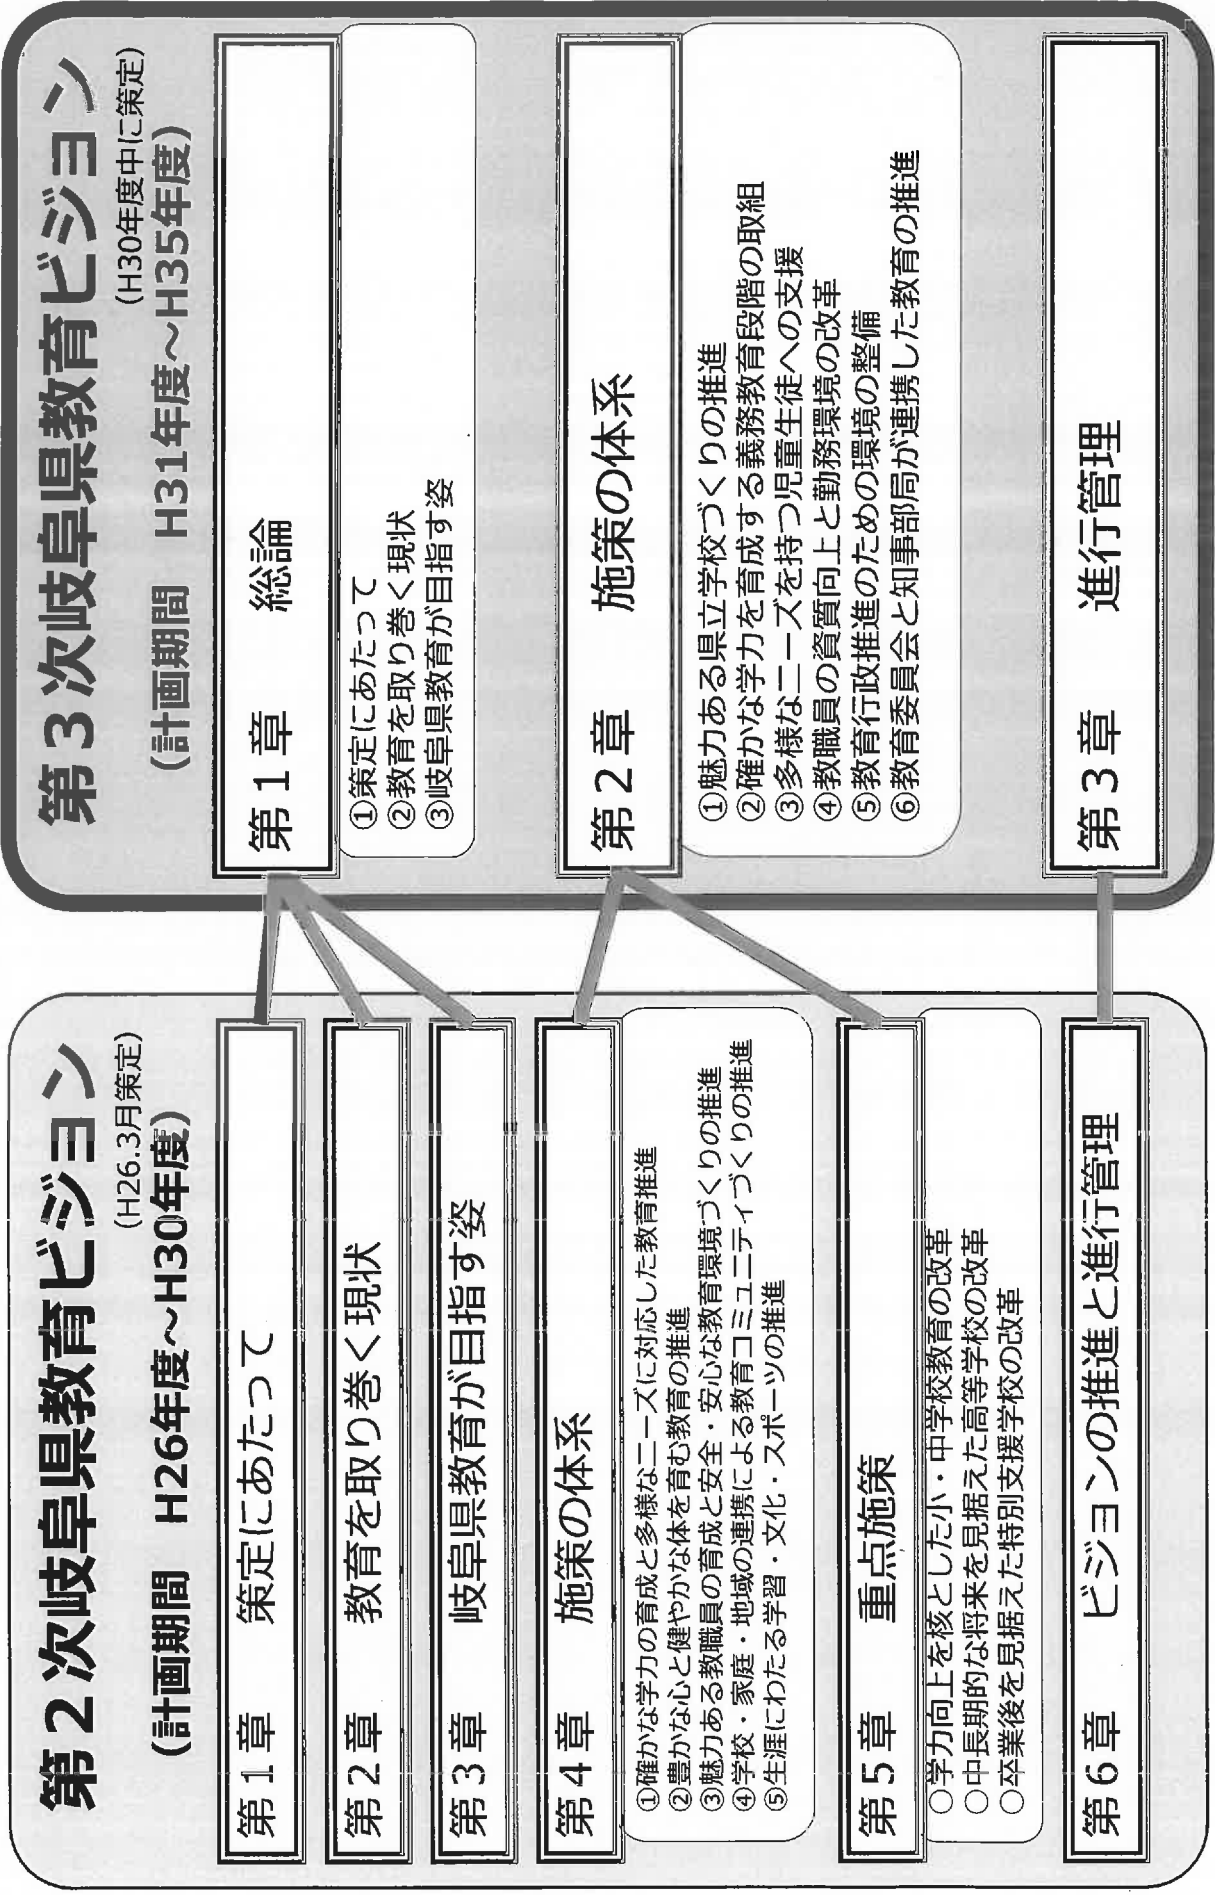 第２次岐阜県教育ビジョン
(H26.3月策定)
(計画期間　H26年度～H30年度)
第１章　策定にあたって
第２章　教育を取り巻く現状
第３章　岐阜県教育が目指す姿
第４章　施策の体系
①確かな学力の育成と多様なニーズに対応した教育推進
②豊かな心と健やかな体を育む教育の推進
③魅力ある教職員の育成と安全・安心な教育環境づくりの推進
④学校・家庭・地域の連携による教育コミュニティづくりの推進
⑤生涯にわたる学習・文化・スポーツの推進
第５章　重点施策
○学力向上を核とした小・中学校教育の改革
○中長期的な将来を見据えた高等学校の改革
○卒業後を見据えた特別支援学校の改革
第６章　ビジョンの推進と進行管理
第３次岐阜県教育ビジョン
(H30年度中に策定)
(計画期間　H31年度～H35年度)
第１章　総論
①策定にあたって
②教育を取り巻く現状
③岐阜県教育が目指す姿
第２章　施策の体系
①魅力ある県立学校づくりの推進
②確かな学力を育成する義務教育段階の取組
③多様なニーズを持つ児童生徒への支援
④教職員の資質向上と勤務環境の改革
⑤教育行政推進のための環境の整備
⑥教育委員会と知事部局が連携した教育の推進
第３章　進行管理